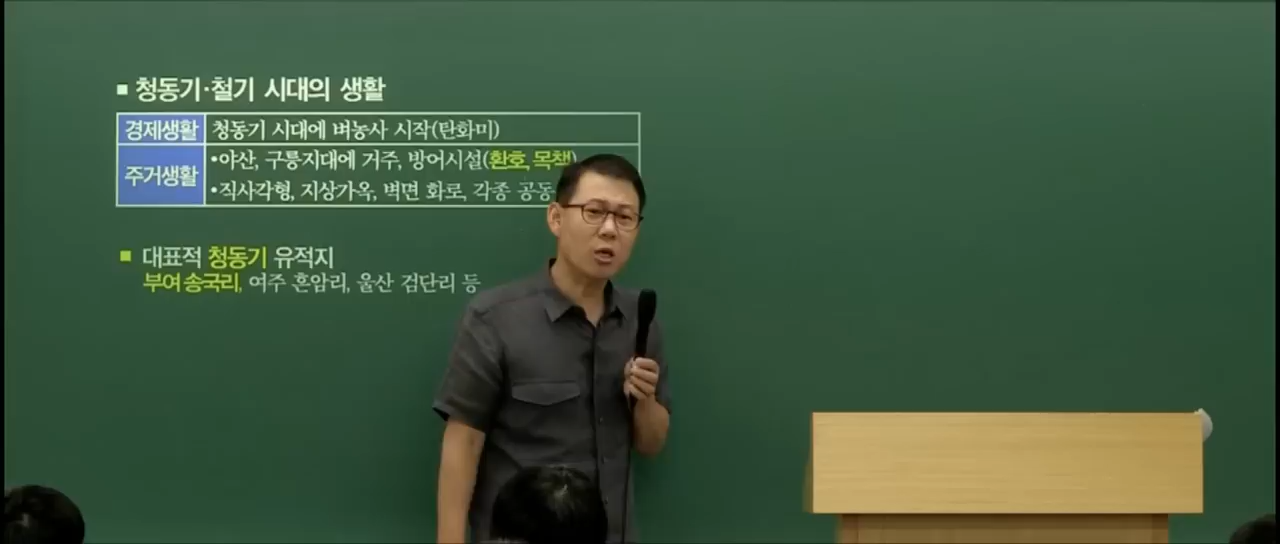 ▪ 청동기·철기 시대의 생활
경제생활 청동기 시대에 벼농사 시작(탄화미)
주거생활
•야산, 구릉지대에 거주, 방어시설(환호, 목책)
•직사각형, 지상가옥, 벽면 화로, 각종 공동
▪ 대표적 청동기 유적지
부여 송국리, 여주 흔암리, 울산 검단리 등